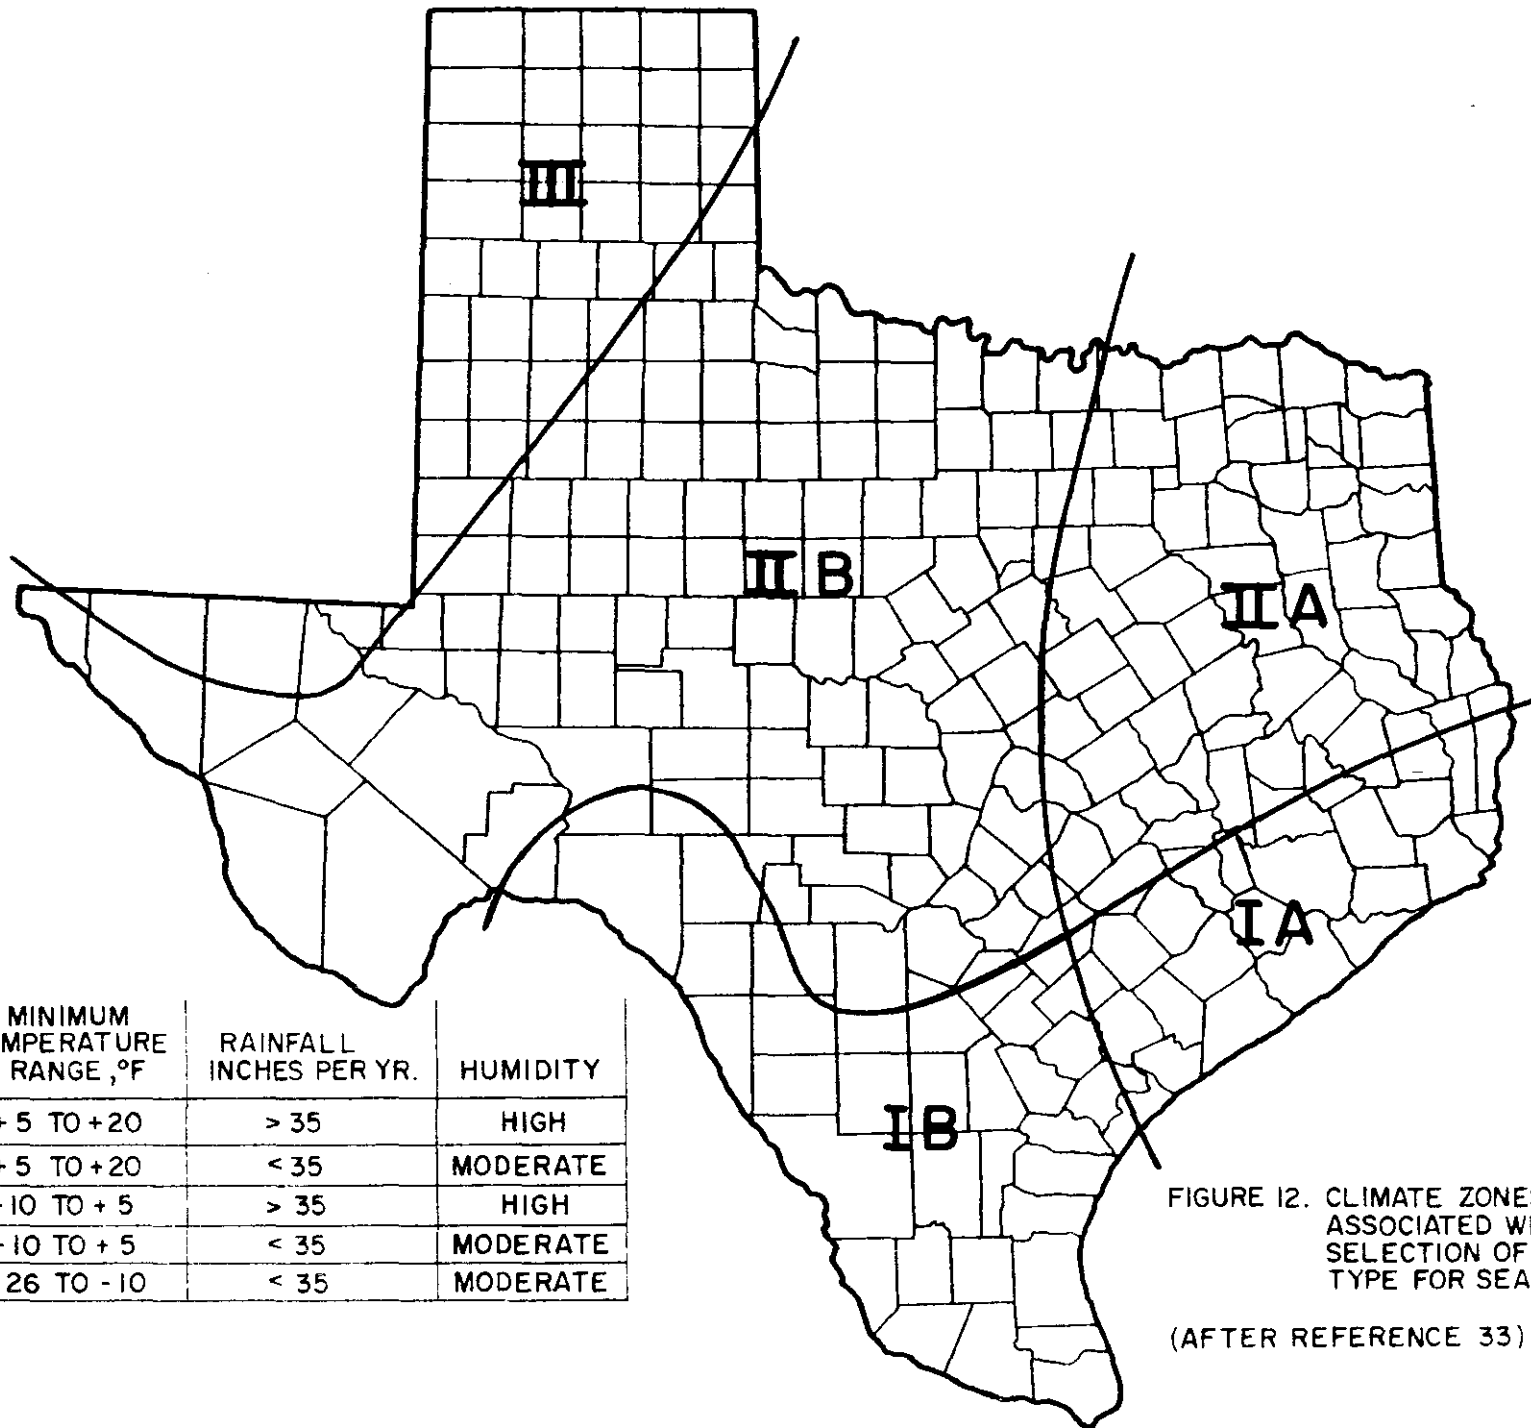 III
II B
II A
I A
I B
MINIMUM
MPERATURE
RANGE, °F
RAINFALL
INCHES PER YR.
HUMIDITY
5 TO +20 > 35 HIGH
5 TO +20 < 35 MODERATE
10 TO + 5 > 35 HIGH
10 TO + 5 < 35 MODERATE
26 TO - 10 < 35 MODERATE
FIGURE 12. CLIMATE ZONE
ASSOCIATED W
SELECTION OF
TYPE FOR SEA
(AFTER REFERENCE 33)